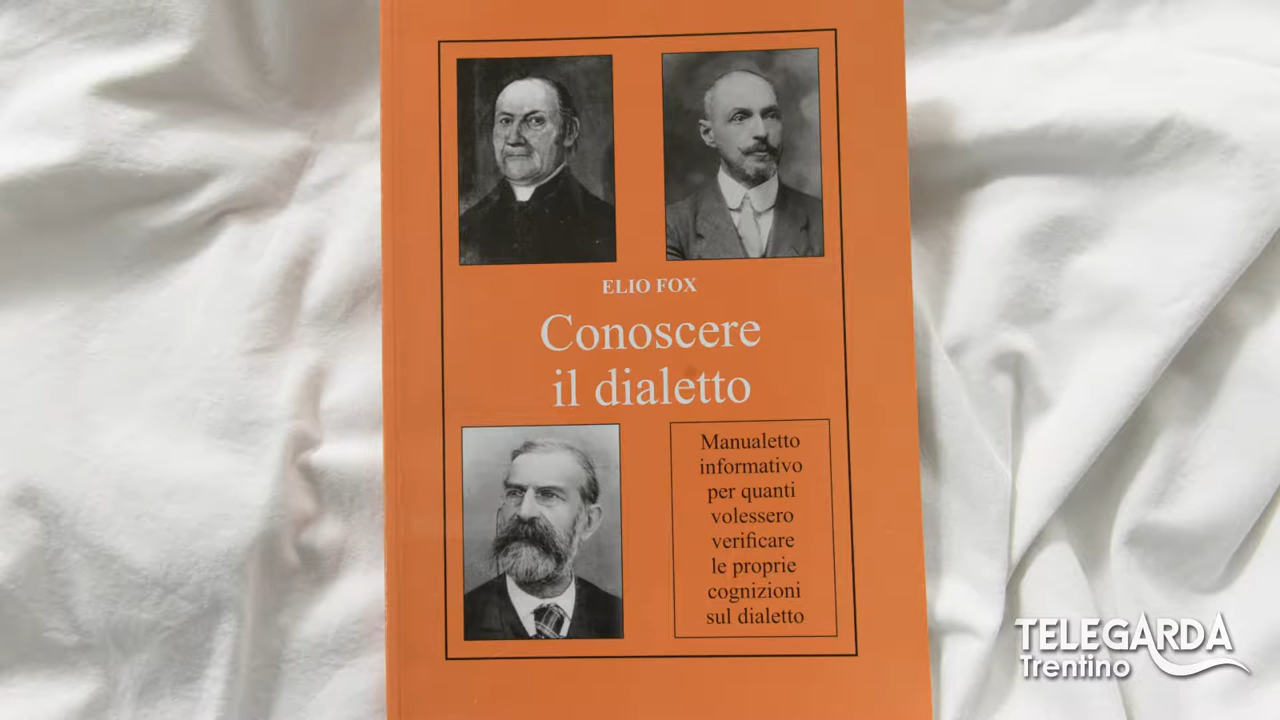 ELIO FOX
Conoscere
il dialetto
Manualetto
informativo
per quanti
volessero
verificare
le proprie
cognizioni
sul dialetto
TELEGARDA
Trentino